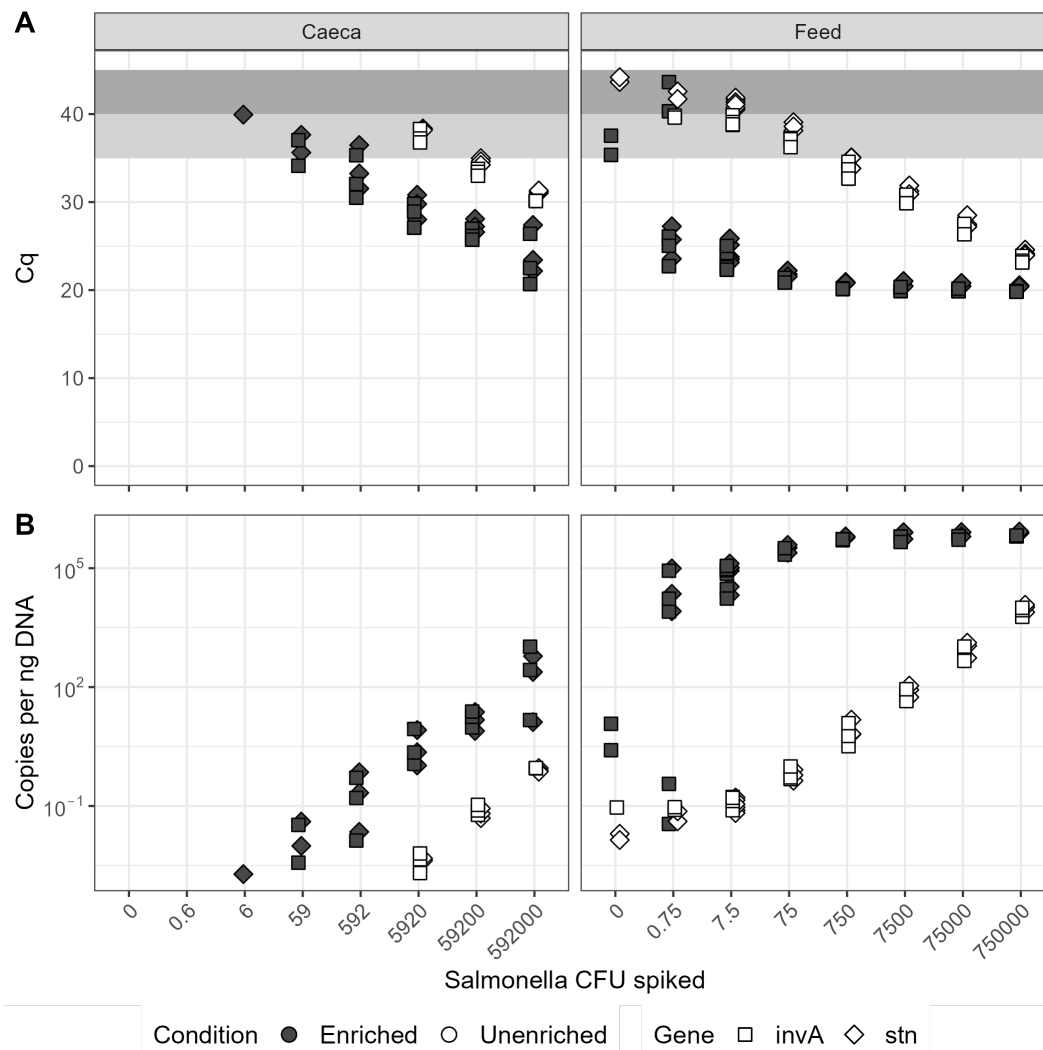 A
Caeca Feed
Cq
40
30
20
10
0
B
Copies per ng DNA
10^5
10^2
10^−1
0 0.6 6 59 592 5920 59200 592000
0 0.75 7.5 75 750 7500 75000 750000
Salmonella CFU spiked
Condition Enriched Unenriched Gene invA stn